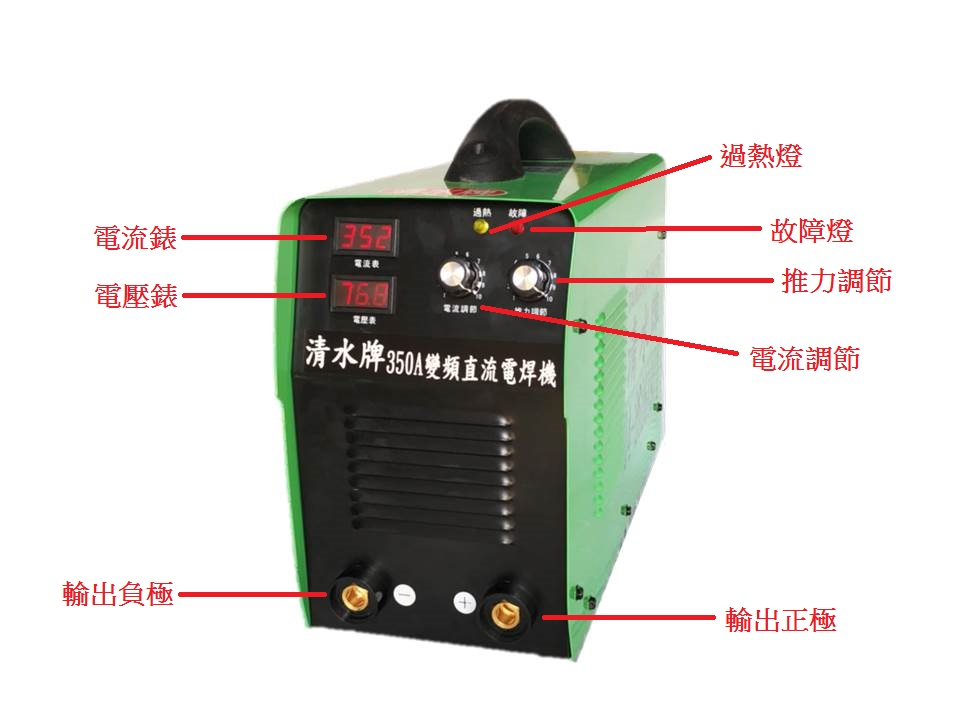 過熱燈
過熱 故障
電流錶
352
故障燈
電流表
電壓錶
76.8
推力調節
電流調節 推力調節
電壓表
清水牌350A變頻直流電焊機
電流調節
輸出負極
輸出正極
− +